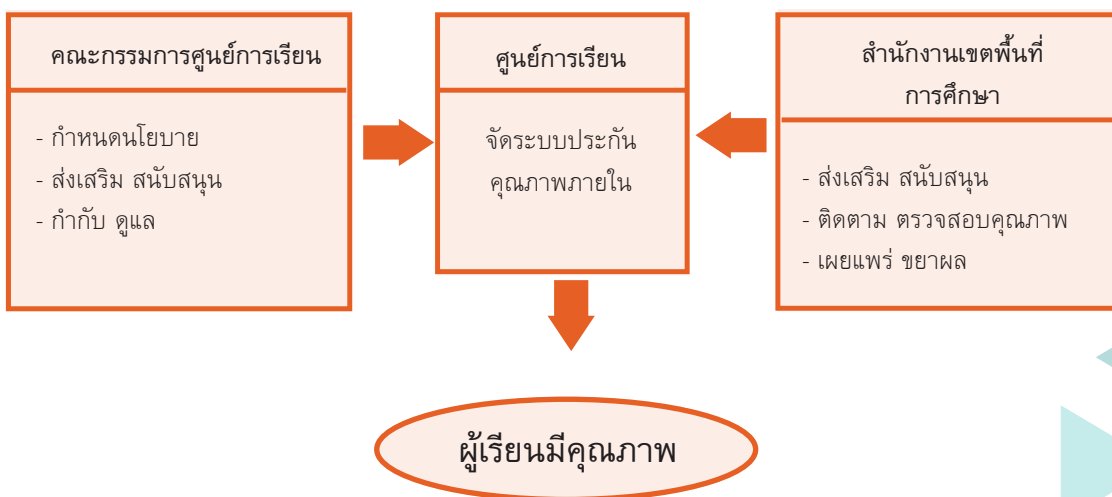 คณะกรรมการศูนย์การเรียน
- กำหนดนโยบาย
- ส่งเสริม สนับสนุน
- กำกับ ดูแล
ศูนย์การเรียน
จัดระบบประกัน
คุณภาพภายใน
สำนักงานเขตพื้นที่
การศึกษา
- ส่งเสริม สนับสนุน
- ติดตาม ตรวจสอบคุณภาพ
- เผยแพร่ ขยาผล
ผู้เรียนมีคุณภาพ